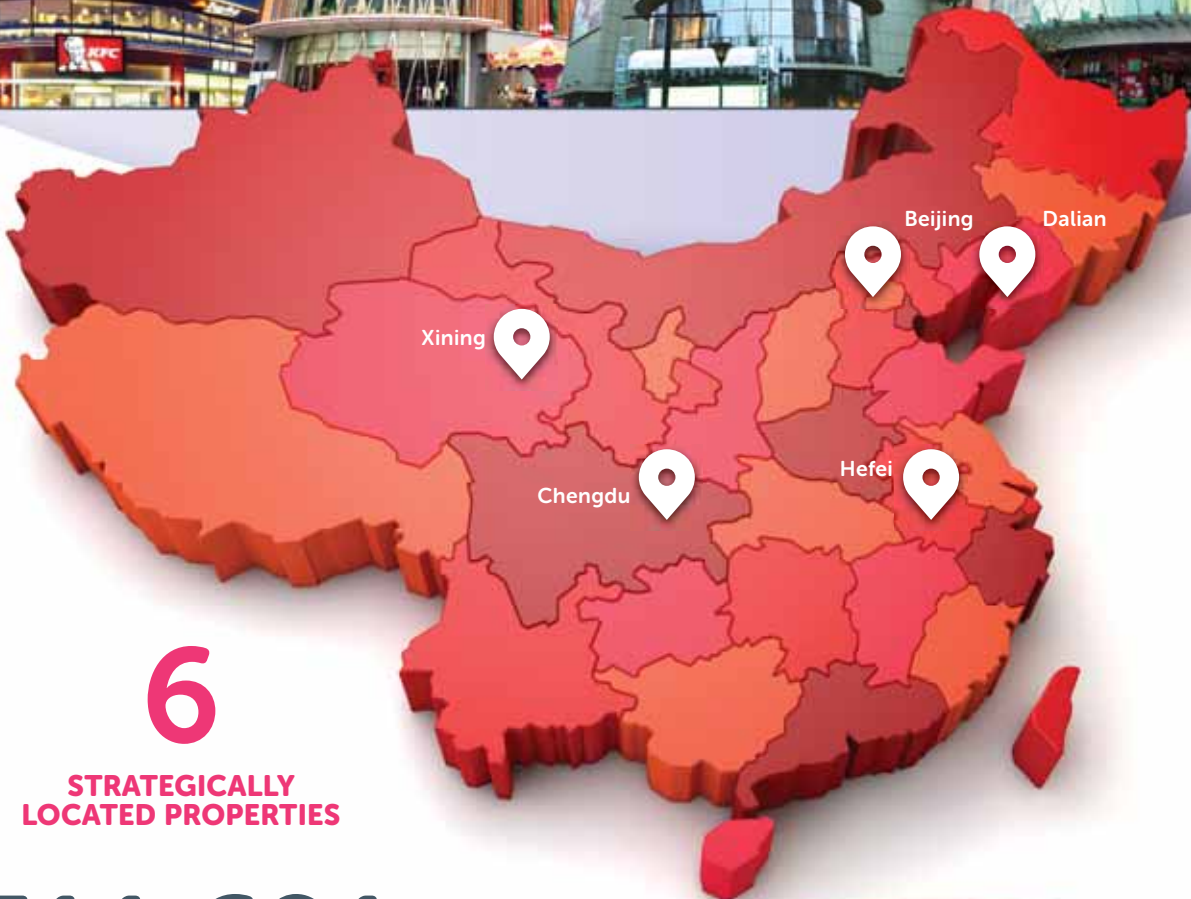 KFC
Beijing
Dalian
Xining
Hefei
Chengdu
6
STRATEGICALLY
LOCATED PROPERTIES